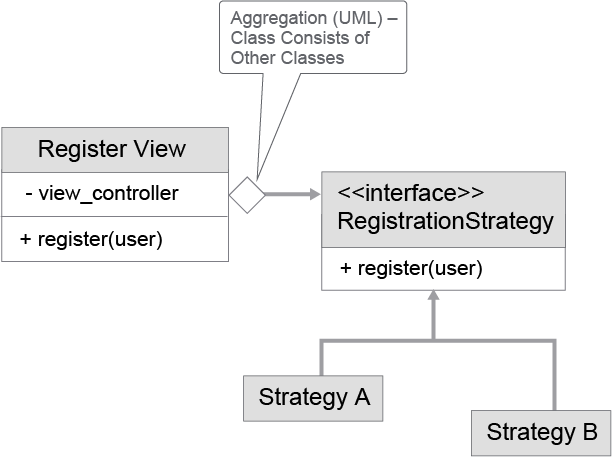 Aggregation (UML) –
Class Consists of
Other Classes
Register View
- view_controller
+ register(user)
<<interface>>
RegistrationStrategy
+ register(user)
Strategy A
Strategy B